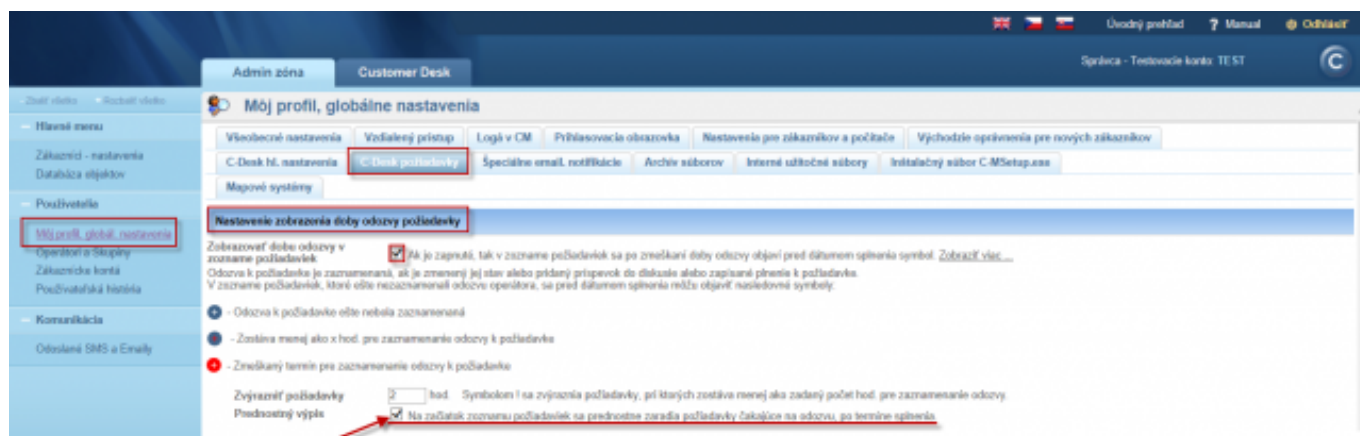 Úvodný prehľad ? Manual Odhlásiť
Admin zóna Customer Desk
Správca - Testovacie konto: TEST
Zbaliť všetko Rozbaliť všetko
Môj profil, globálne nastavenia
Hlavné menu
Zákazníci - nastavenia
Databáza objektov
Používatelia
Môj profil, globál. nastavenia
Operátori a Skupiny
Zákaznícke kontá
Používateľská história
Komunikácia
Odoslané SMS a Emaily
Všeobecné nastavenia Vzdialený prístup Logá v CM Prihlasovacia obrazovka Nastavenia pre zákazníkov a počítače Východzie oprávnenia pre nových zákazníkov
C-Desk hl. nastavenia C-Desk požiadavky Špeciálne email. notifikácie Archív súborov Interné užitočné súbory Inštalačný súbor C-MSetup.exe
Mapové systémy
Nastavenie zobrazenia doby odozvy požiadavky
Zobrazovať dobu odozvy v
zozname požiadaviek Ak je zapnutá, tak v zozname požiadaviek sa po zmeškaní doby odozvy objaví pred dátumom splnenia symbol. Zobraziť viac ...
Odozva k požiadavke je zaznamenaná, ak je zmenený jej stav alebo pridaný príspevok do diskusie alebo zapísané plnenie k požiadavke.
V zozname požiadaviek, ktoré ešte nezaznamenali odozvu operátora, sa pred dátumom splnenia môžu objaviť nasledovné symboly:
- Odozva k požiadavke ešte nebola zaznamenaná
- Zostáva menej ako x hod. pre zaznamenanie odozvy k požiadavke
- Zmeškaný termín pre zaznamenanie odozvy k požiadavke
Zvýrazniť požiadavky 2 hod. Symbolom ! sa zvýraznia požiadavky, pri ktorých zostáva menej ako zadaný počet hod. pre zaznamenanie odozvy.
Prednostný výpis Na začiatok zoznamu požiadaviek sa prednostne zaradia požiadavky čakajúce na odozvu, po termíne splnenia.